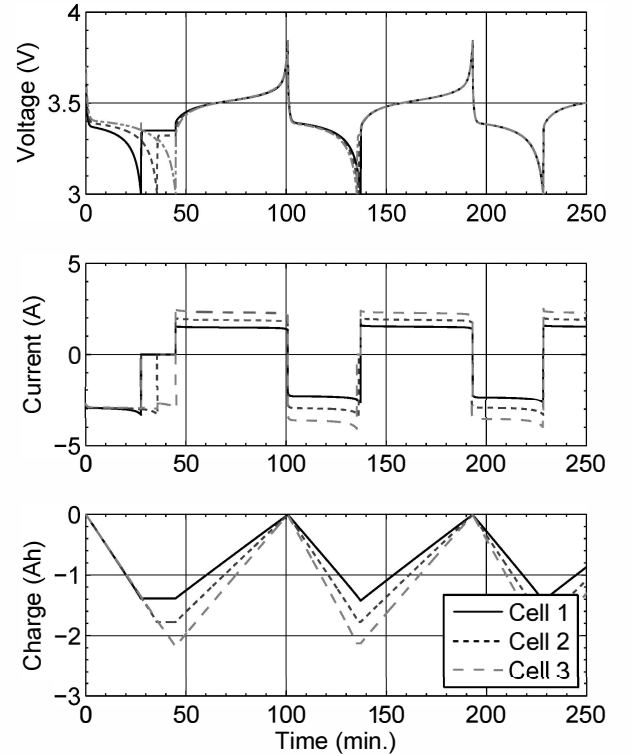 4
3.5
3
Voltage (V)
0 50 100 150 200 250
5
0
−5
Current (A)
0 50 100 150 200 250
0
−1
−2
−3
Charge (Ah)
Cell 1
Cell 2
Cell 3
0 50 100 150 200 250
Time (min.)